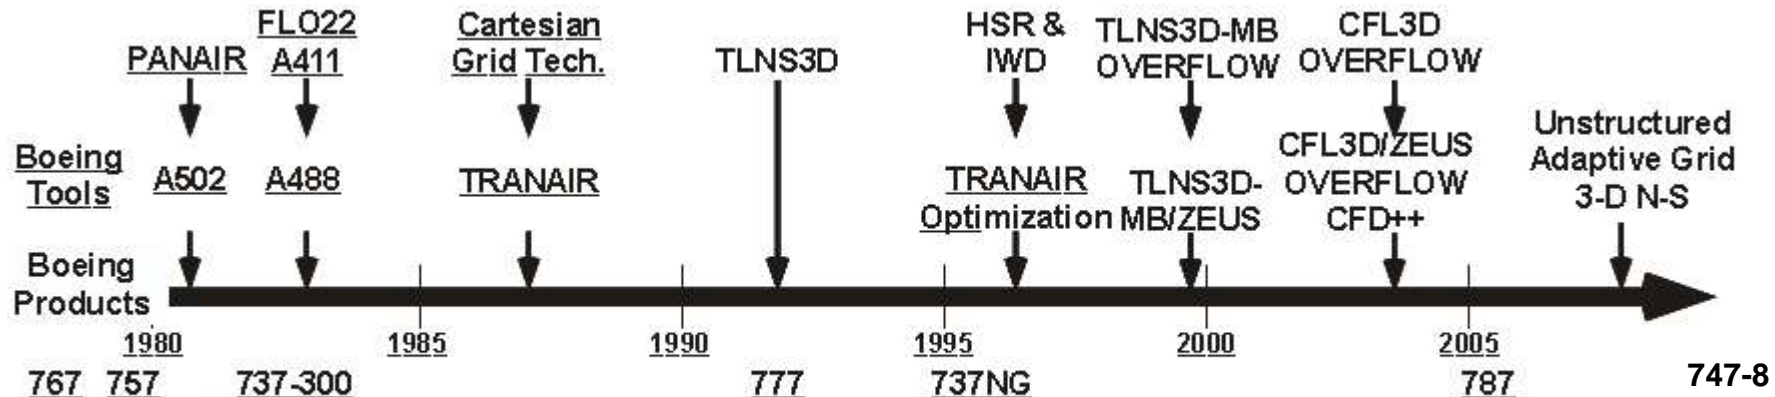 PANAIR
FLO22
A411
Cartesian
Grid Tech.
TLNS3D
HSR &
IWD
TLNS3D-MB
OVERFLOW
CFL3D
OVERFLOW
Boeing
Tools
A502
A488
TRANAIR
TRANAIR
Optimization
TLNS3D-
MB/ZEUS
CFL3D/ZEUS
OVERFLOW
CFD++
Unstructured
Adaptive Grid
3-D N-S
Boeing
Products
1980
1985
1990
1995
2000
2005
767
757
737-300
777
737NG
787
747-8